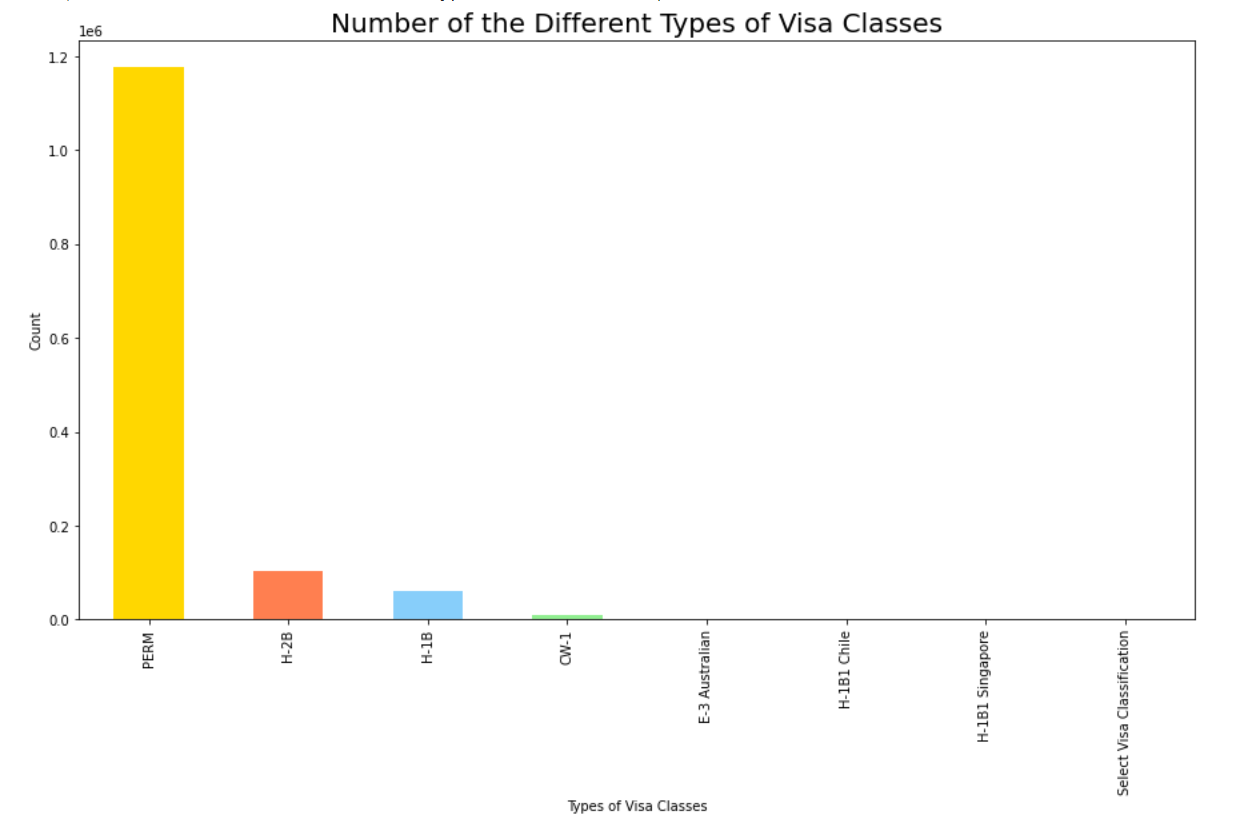 Number of the Different Types of Visa Classes
1e6
1.2
1.0
0.8
0.6
0.4
0.2
0.0
Count
PERM
H-2B
H-1B
CW-1
E-3 Australian
H-1B1 Chile
H-1B1 Singapore
Select Visa Classification
Types of Visa Classes